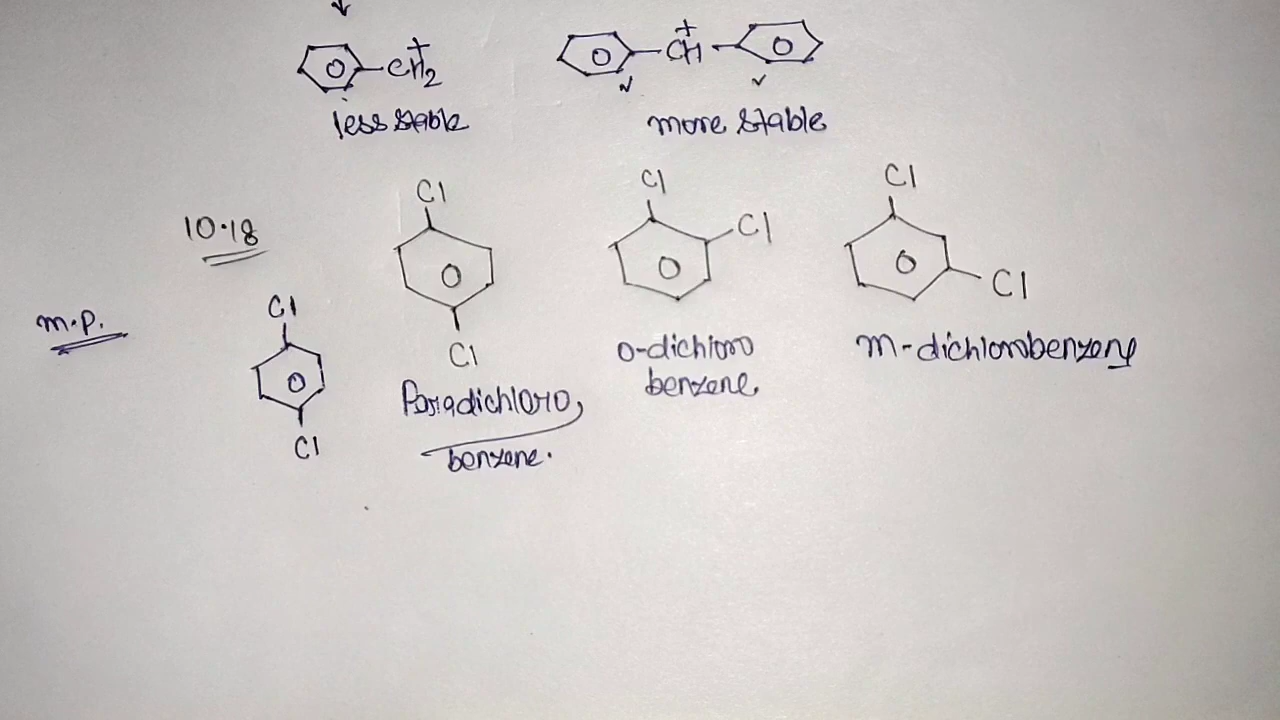 CH2+
CH+
less stable
more stable
10.18
Cl
Cl
Paradichloro,
benzene.
Cl
Cl
o-dichloro
benzene.
Cl
Cl
m-dichlorobenzene
m.p.
Cl
Cl